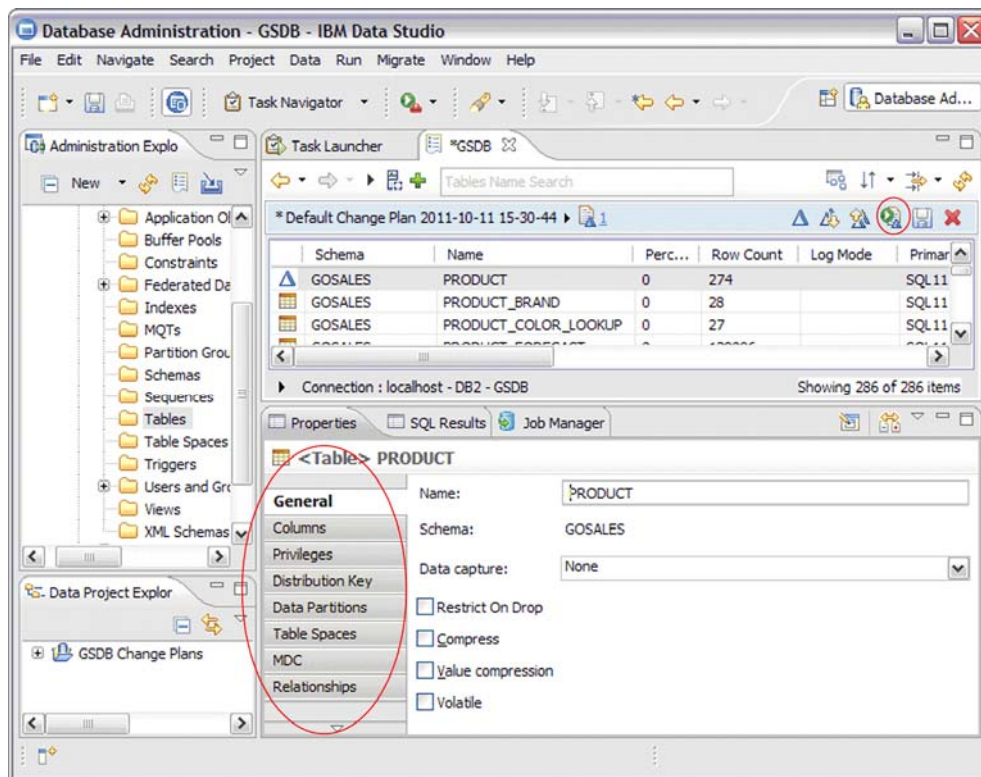 Database Administration - GSDB - IBM Data Studio
File Edit Navigate Search Project Data Run Migrate Window Help
Task Navigator
Database Ad...
Administration Explo
Task Launcher
*GSDB
New
Tables Name Search
* Default Change Plan 2011-10-11 15-30-44
1
Schema Name Perc... Row Count Log Mode Primar
GOSALES PRODUCT 0 274 SQL11
GOSALES PRODUCT_BRAND 0 28 SQL11
GOSALES PRODUCT_COLOR_LOOKUP 0 27 SQL11
Connection : localhost - DB2 - GSDB
Showing 286 of 286 items
Application Ol
Buffer Pools
Constraints
Federated Da
Indexes
MQTs
Partition Grou
Schemas
Sequences
Tables
Table Spaces
Triggers
Users and Gro
Views
XML Schemas
Data Project Explor
GSDB Change Plans
Properties
SQL Results
Job Manager
<Table> PRODUCT
General
Columns
Privileges
Distribution Key
Data Partitions
Table Spaces
MDC
Relationships
Name: PRODUCT
Schema: GOSALES
Data capture: None
Restrict On Drop
Compress
Value compression
Volatile